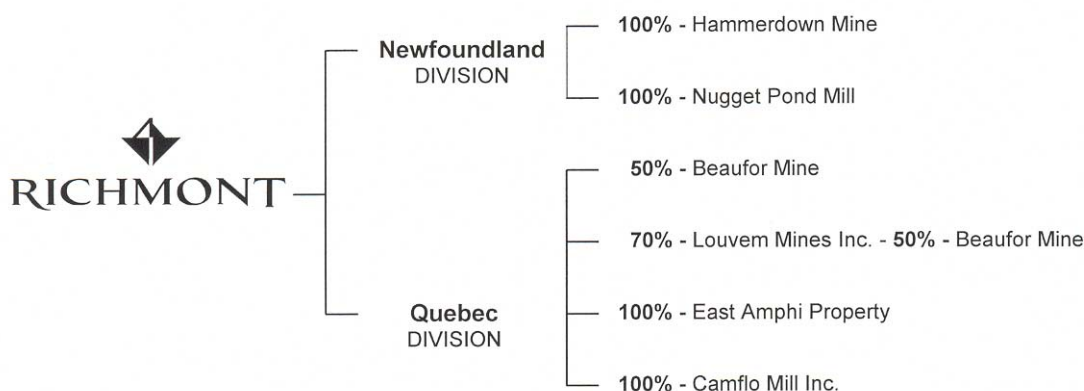 RICHMONT
Newfoundland
DIVISION
100% - Hammerdown Mine
100% - Nugget Pond Mill
Quebec
DIVISION
50% - Beaufor Mine
70% - Louvem Mines Inc. - 50% - Beaufor Mine
100% - East Amphi Property
100% - Camflo Mill Inc.